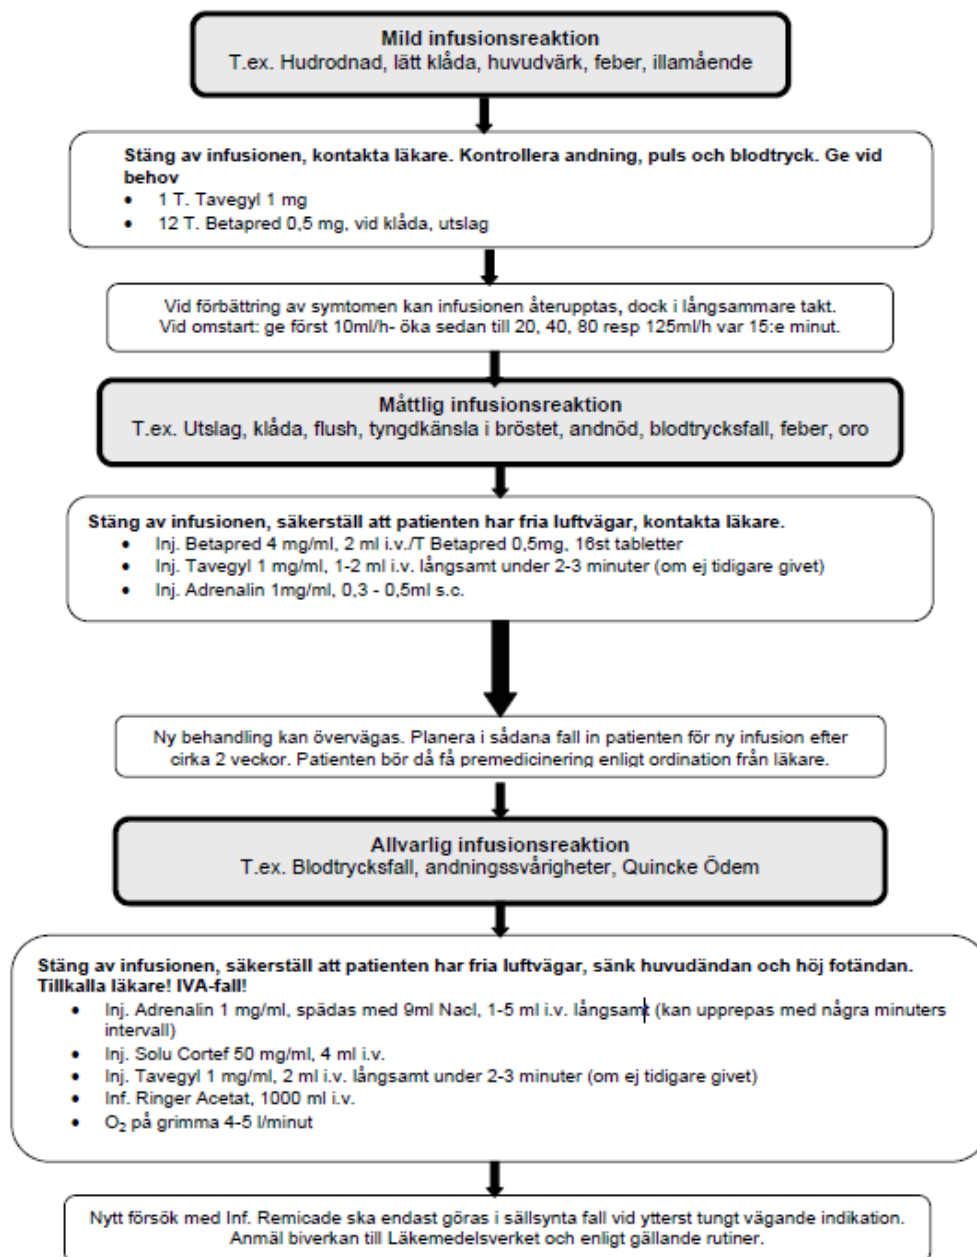 Mild infusionsreaktion
T.ex. Hudrodnad, lätt klåda, huvudvärk, feber, illamående
Stäng av infusionen, kontakta läkare. Kontrollera andning, puls och blodtryck. Ge vid
behov
• 1 T. Tavegyl 1 mg
• 12 T. Betapred 0,5 mg, vid klåda, utslag
Vid förbättring av symtomen kan infusionen återupptas, dock i långsammare takt.
Vid omstart: ge först 10ml/h- öka sedan till 20, 40, 80 resp 125ml/h var 15:e minut.
Måttlig infusionsreaktion
T.ex. Utslag, klåda, flush, tyngdkänsla i bröstet, andnöd, blodtrycksfall, feber, oro
Stäng av infusionen, säkerställ att patienten har fria luftvägar, kontakta läkare.
• Inj. Betapred 4 mg/ml, 2 ml i.v./T Betapred 0,5mg, 16st tabletter
• Inj. Tavegyl 1 mg/ml, 1-2 ml i.v. långsamt under 2-3 minuter (om ej tidigare givet)
• Inj. Adrenalin 1mg/ml, 0,3 - 0,5ml s.c.
Ny behandling kan övervägas. Planera i sådana fall in patienten för ny infusion efter
cirka 2 veckor. Patienten bör då få premedicinering enligt ordination från läkare.
Allvarlig infusionsreaktion
T.ex. Blodtrycksfall, andningssvårigheter, Quincke Ödem
Stäng av infusionen, säkerställ att patienten har fria luftvägar, sänk huvudändan och höj fotändan.
Tillkalla läkare! IVA-fall!
• Inj. Adrenalin 1 mg/ml, spädas med 9ml Nacl, 1-5 ml i.v. långsamt (kan upprepas med några minuters
intervall)
• Inj. Solu Cortef 50 mg/ml, 4 ml i.v.
• Inj. Tavegyl 1 mg/ml, 2 ml i.v. långsamt under 2-3 minuter (om ej tidigare givet)
• Inf. Ringer Acetat, 1000 ml i.v.
• O₂ på grimma 4-5 l/minut
Nytt försök med Inf. Remicade ska endast göras i sällsynta fall vid ytterst tungt vägande indikation.
Anmäl biverkan till Läkemedelsverket och enligt gällande rutiner.